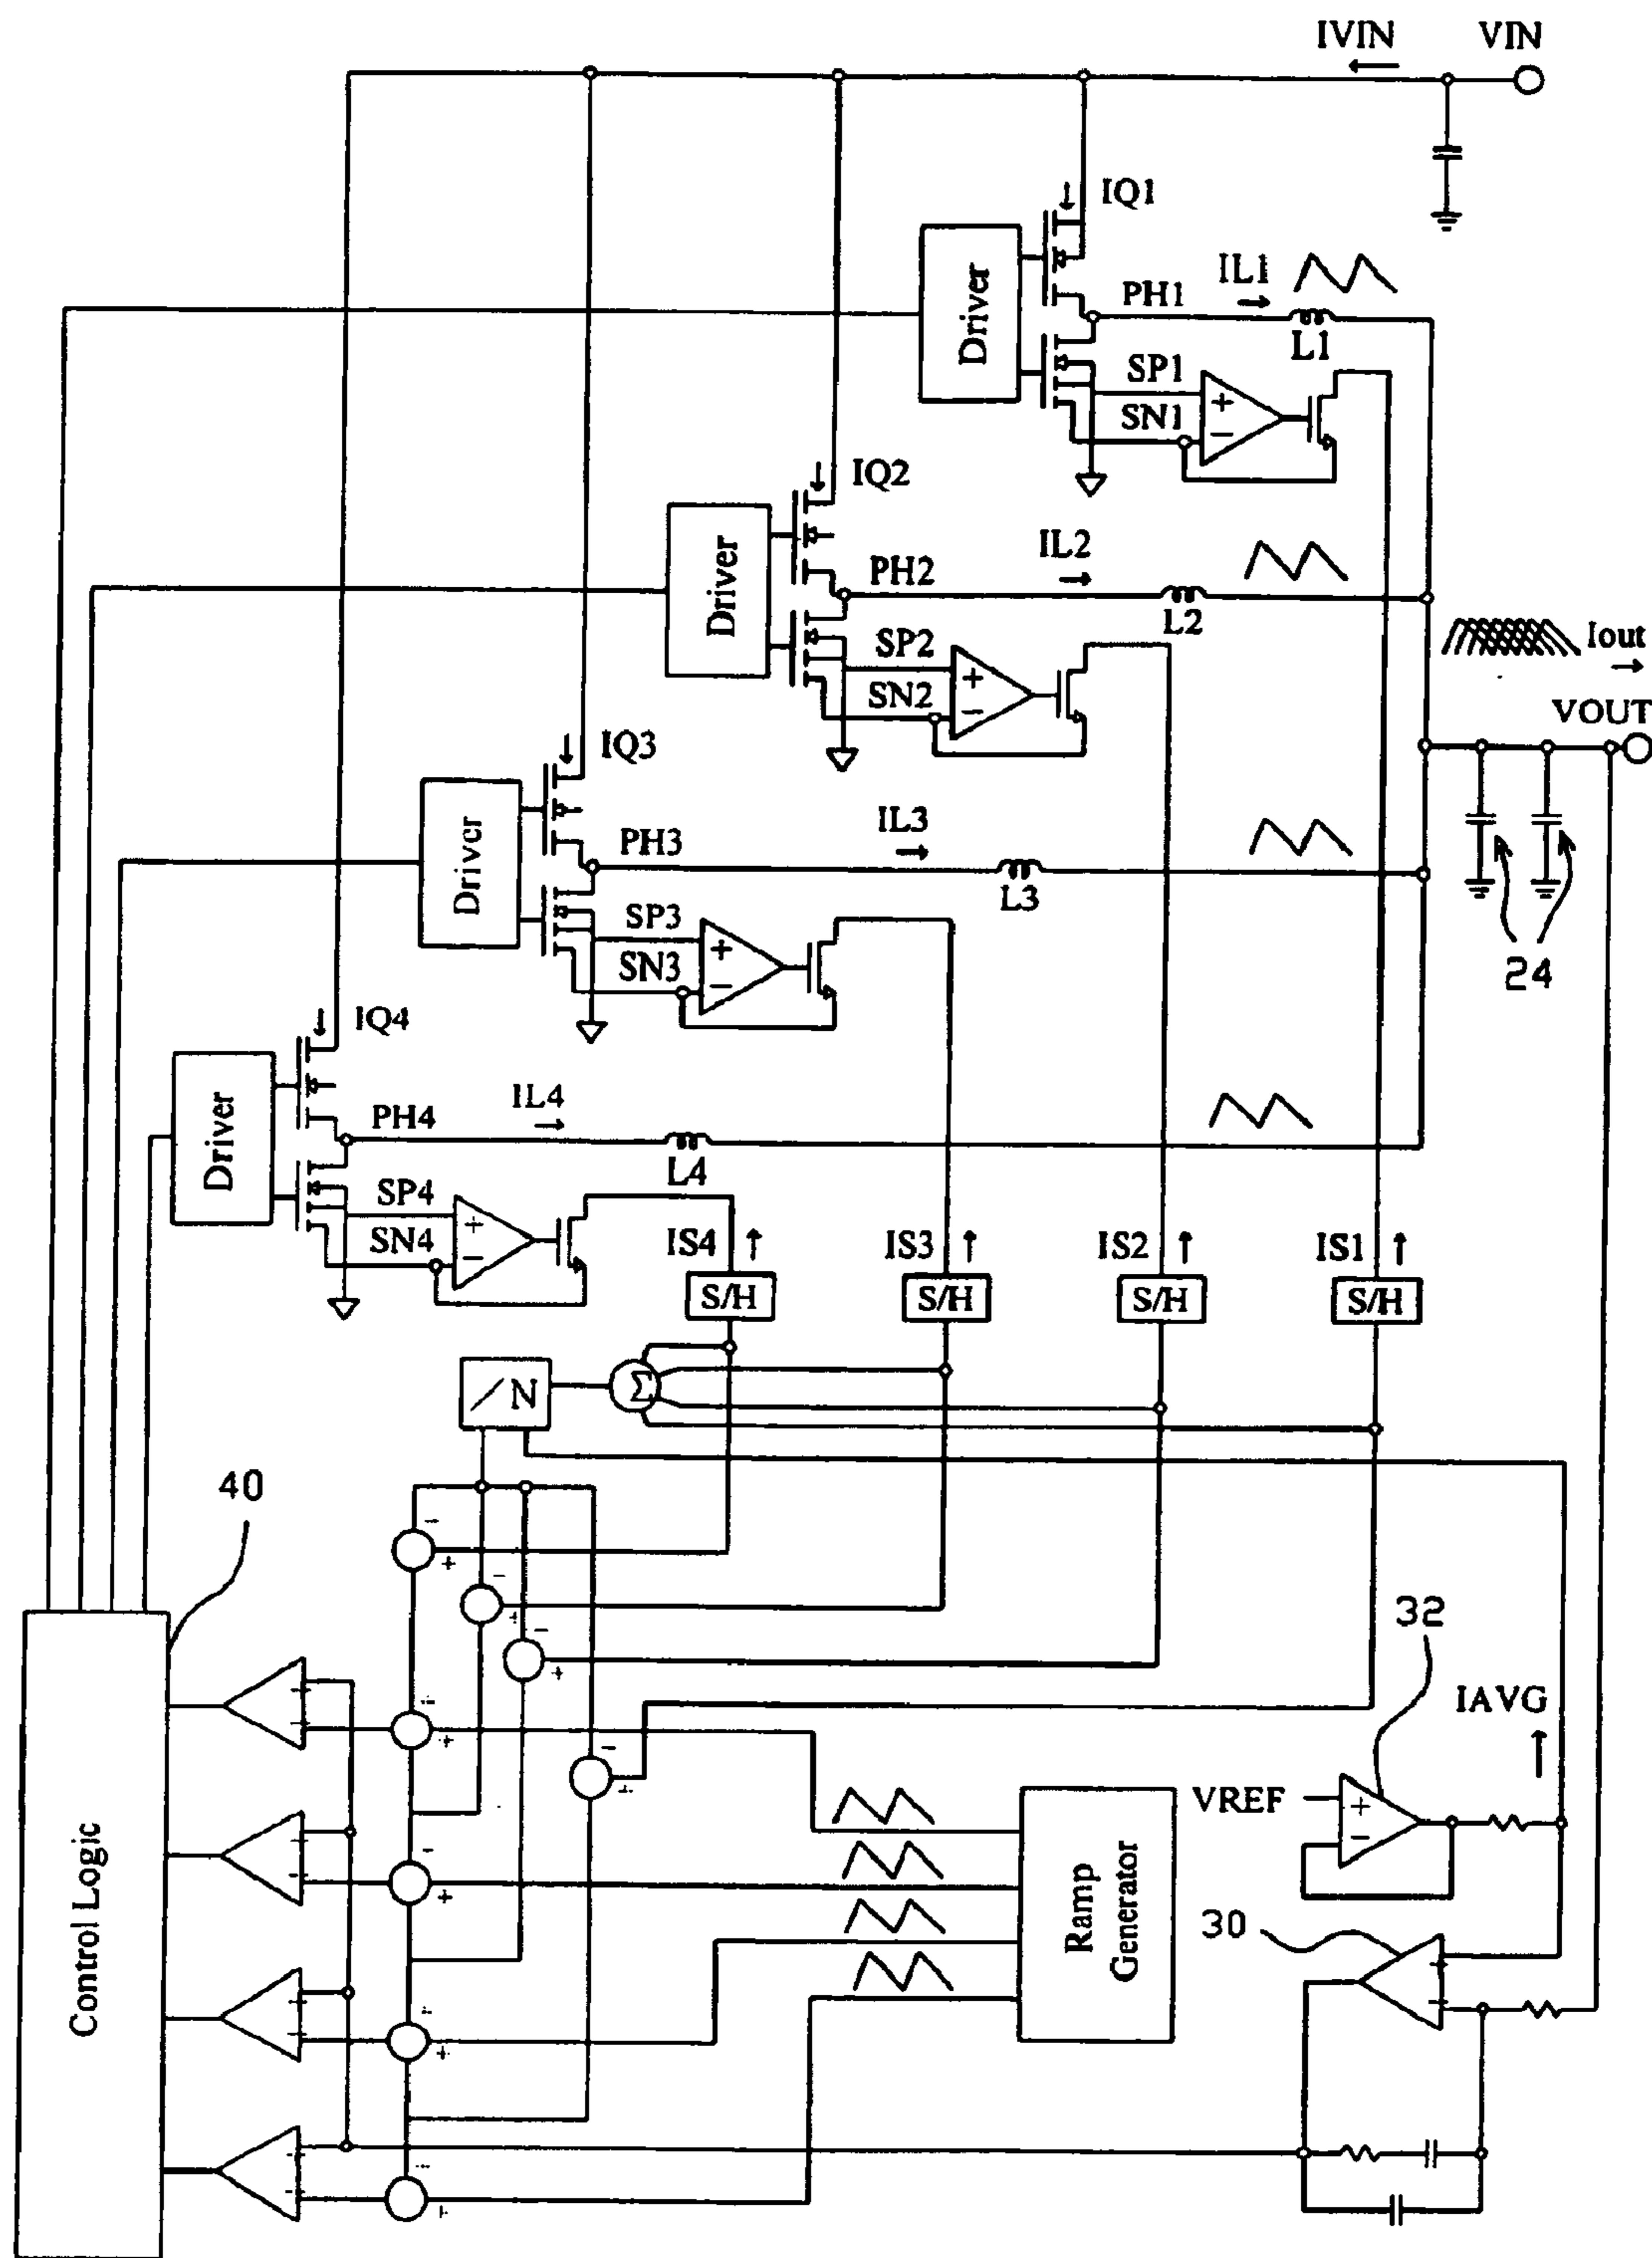 IVIN VIN
IQ1
Driver
PH1
IL1
L1
SP1
SN1
+
−
IQ2
Driver
PH2
IL2
L2
SP2
SN2
+
−
Iout
VOUT
IQ3
Driver
PH3
IL3
L3
SP3
SN3
+
−
24
IQ4
Driver
PH4
IL4
L4
SP4
SN4
+
−
IS4 IS3 IS2 IS1
S/H S/H S/H S/H
/N Σ
40
− +
− +
− +
− +
32
IAVG
VREF
+
−
30
Ramp
Generator
Control Logic